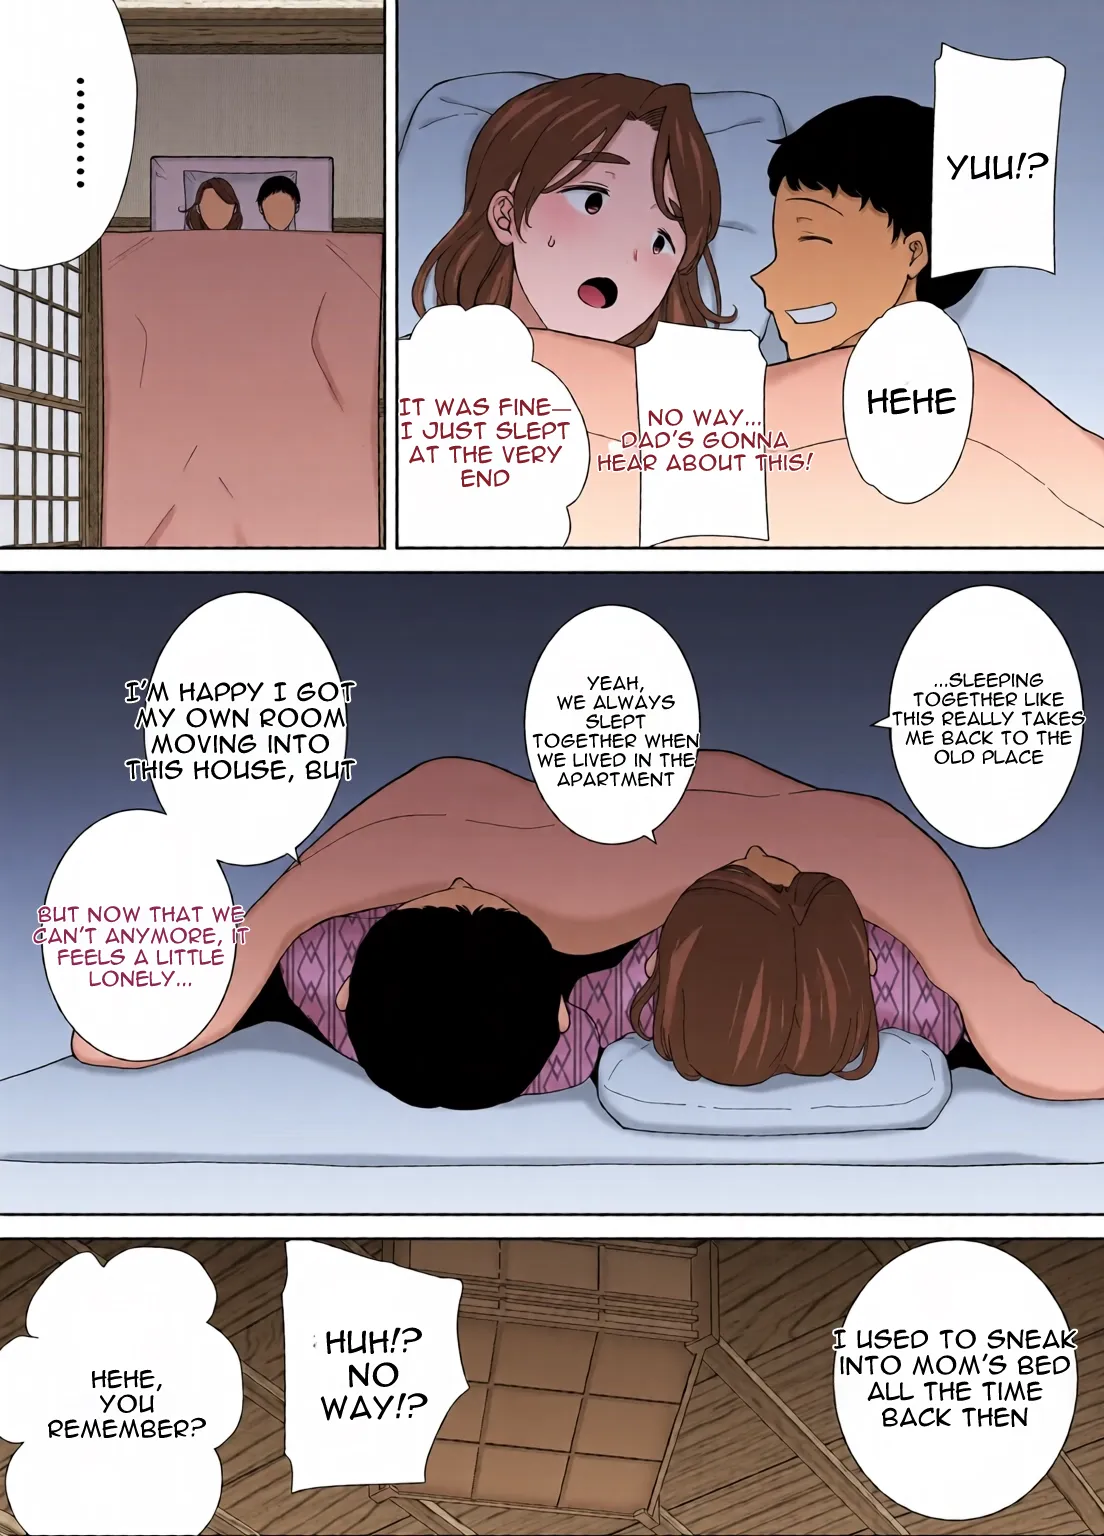 YUU!?
HEHE
NO WAY...
DAD'S GONNA
HEAR ABOUT THIS!
IT WAS FINE—
I JUST SLEPT
AT THE VERY
END
.........
...SLEEPING
TOGETHER LIKE
THIS REALLY TAKES
ME BACK TO THE
OLD PLACE
YEAH,
WE ALWAYS
SLEPT
TOGETHER WHEN
WE LIVED IN THE
APARTMENT
I'M HAPPY I GOT
MY OWN ROOM
MOVING INTO
THIS HOUSE, BUT
BUT NOW THAT WE
CAN'T ANYMORE, IT
FEELS A LITTLE
LONELY...
I USED TO SNEAK
INTO MOM'S BED
ALL THE TIME
BACK THEN
HUH!?
NO
WAY!?
HEHE,
YOU
REMEMBER?